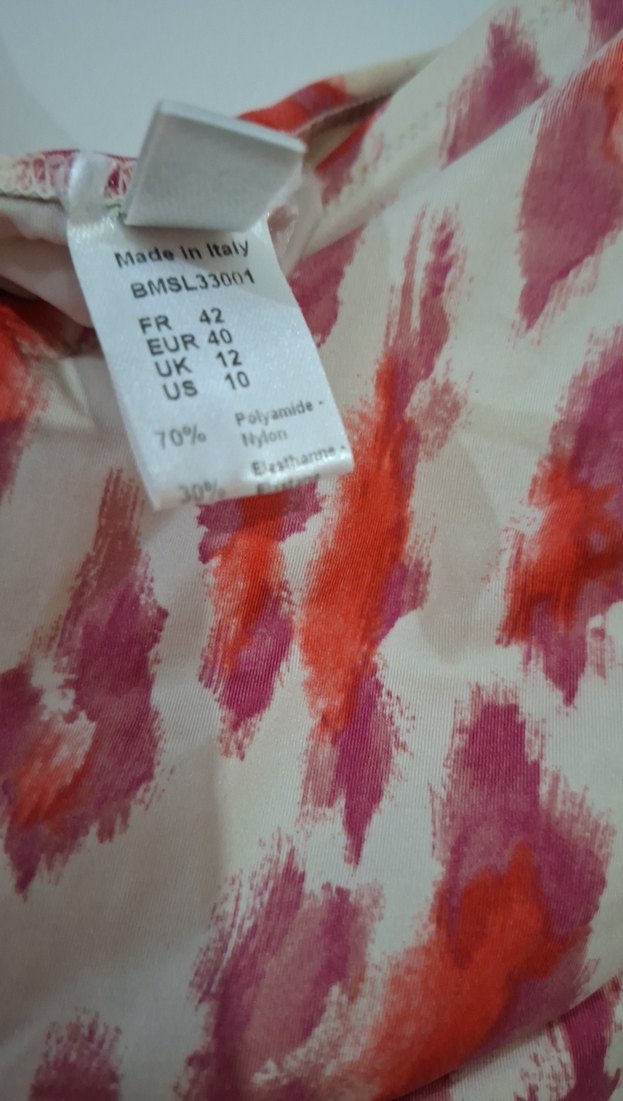 Made in Italy
BMSL33001
FR 42
EUR 40
UK 12
US 10
70% Polyamide -
Nylon
30% Elasthanne -